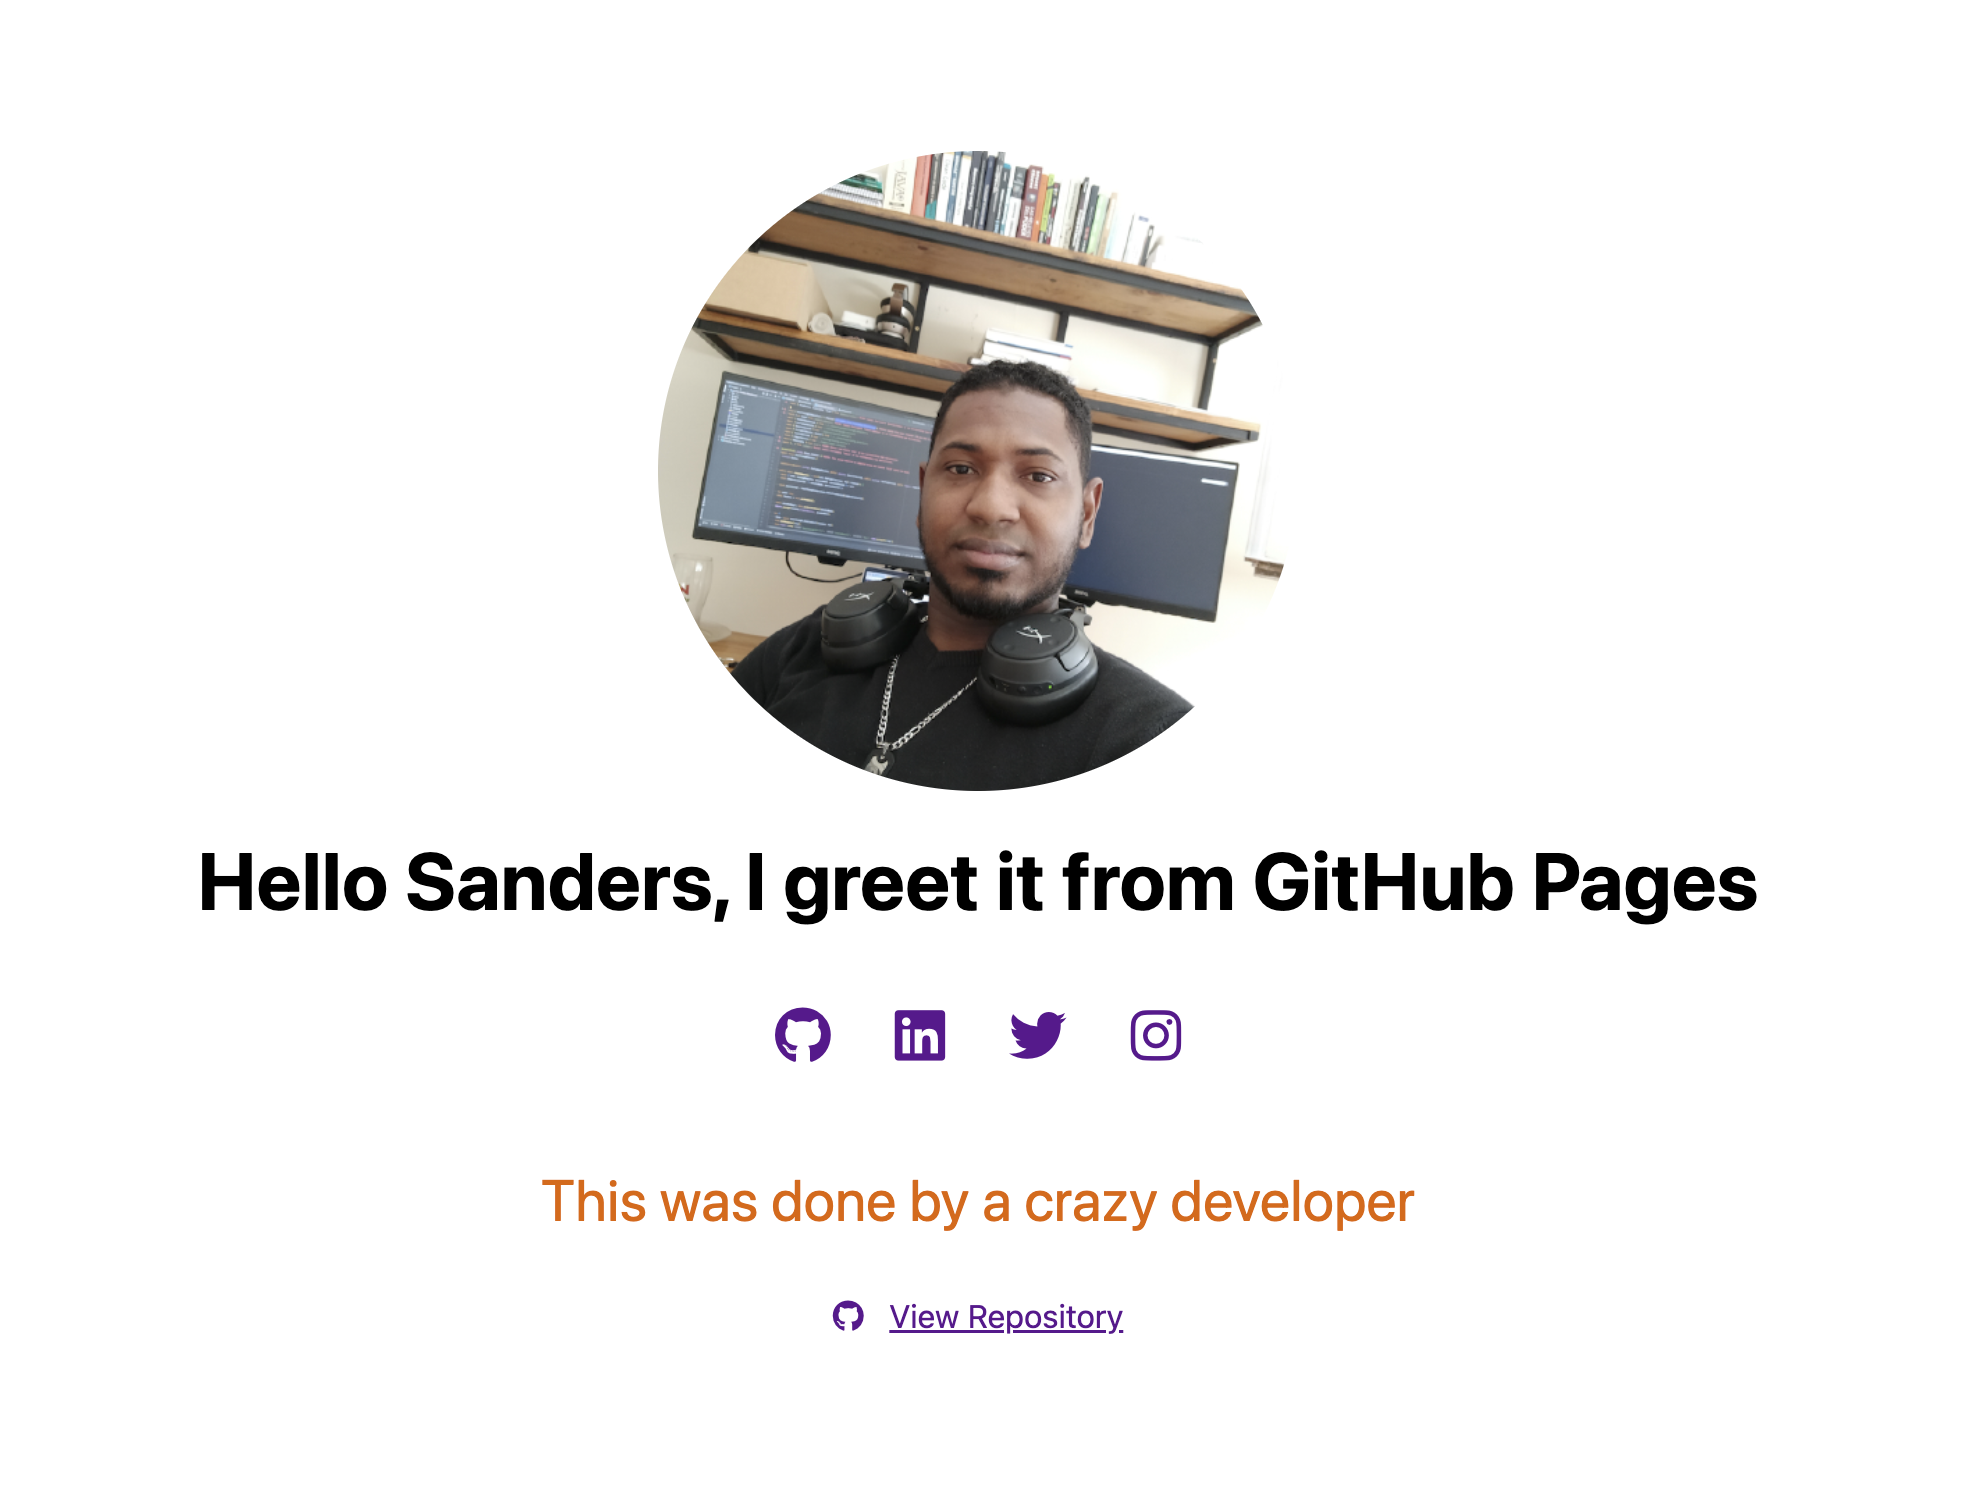 Hello Sanders, I greet it from GitHub Pages
This was done by a crazy developer
View Repository